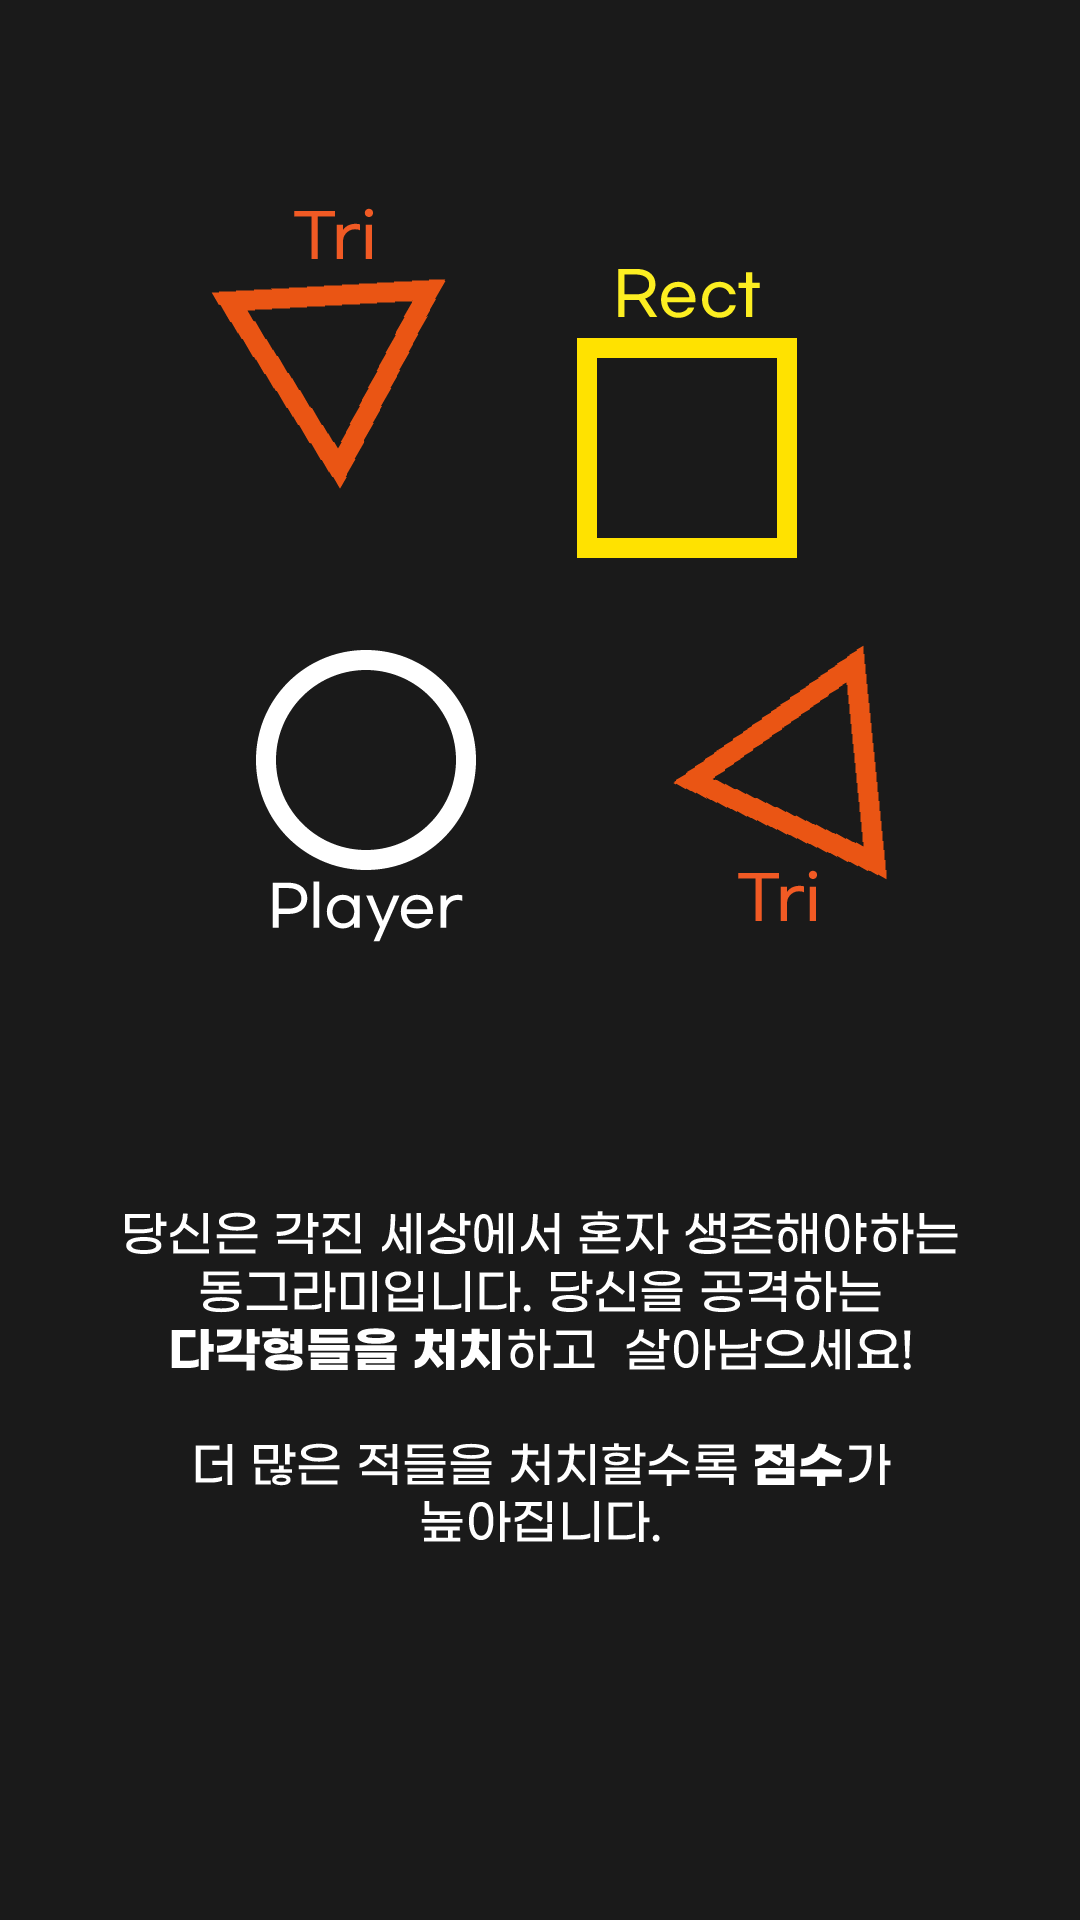 Tri
Rect
Player
Tri
당신은 각진 세상에서 혼자 생존해야하는
동그라미입니다. 당신을 공격하는
다각형들을 처치하고 살아남으세요!
더 많은 적들을 처치할수록 점수가
높아집니다.